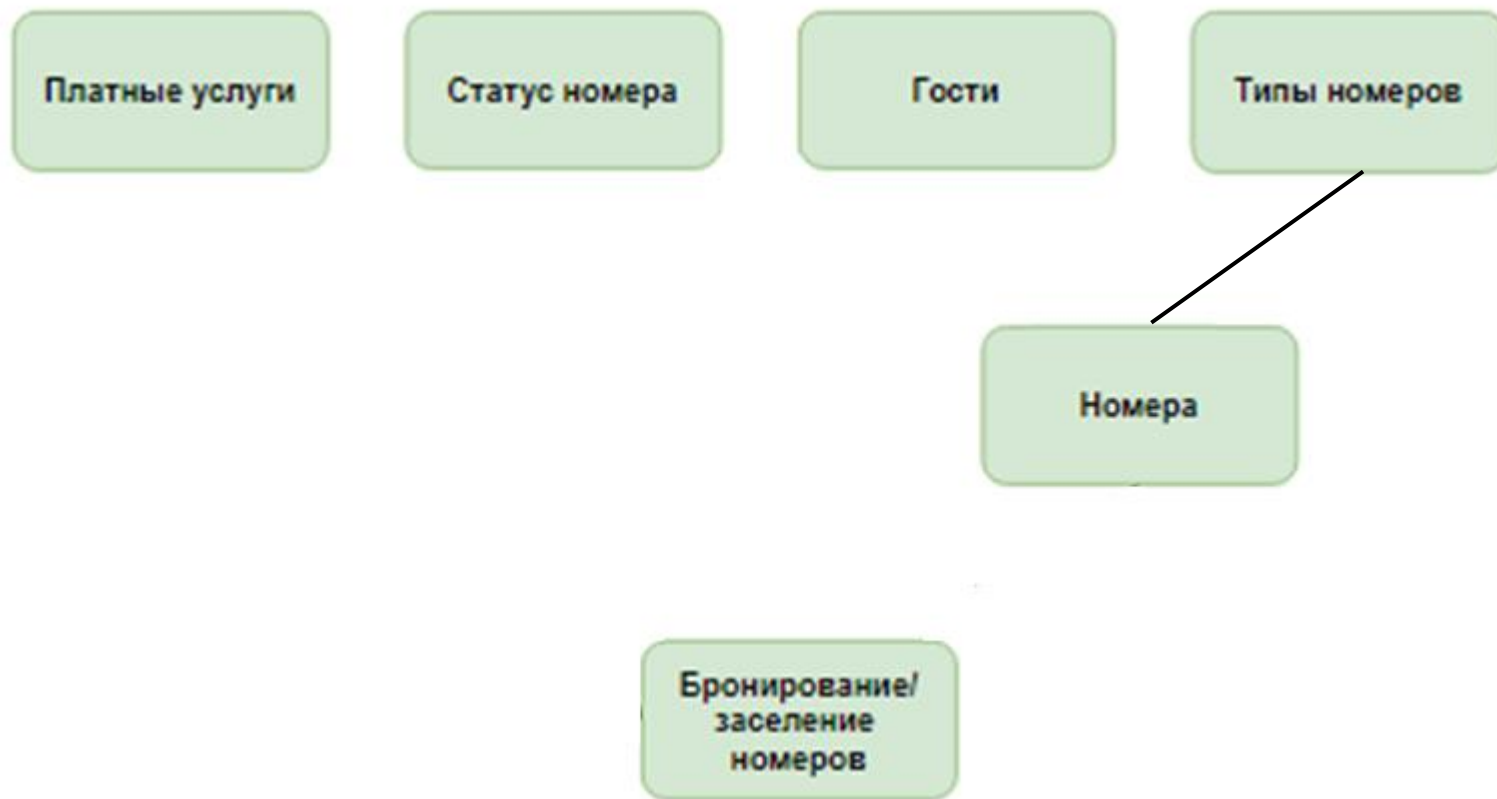 Платные услуги
Статус номера
Гости
Типы номеров
Номера
Бронирование/
заселение
номеров